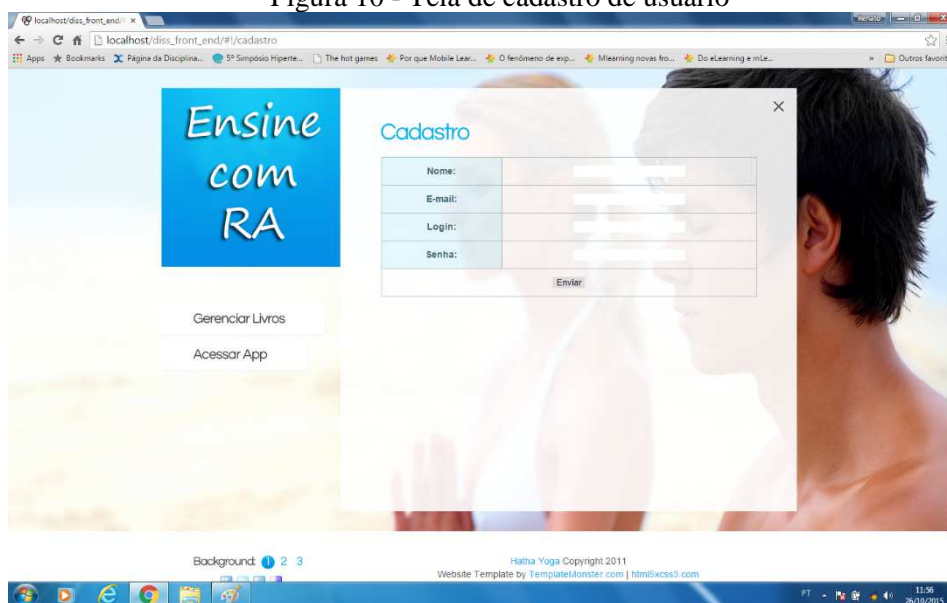 Figura 10 - Tela de cadastro de usuário
localhost/diss_front_end/
Renato
localhost/diss_front_end/#!/cadastro
Apps Bookmarks Página da Disciplina... 5º Simpósio Hiperte... The hot games Por que Mobile Lear... O fenômeno de exp... Mlearning novas fro... Do eLearning e mLe... » Outros favorit
Ensine
com
RA
Cadastro
Nome:
E-mail:
Login:
Senha:
Enviar
Gerenciar Livros
Acessar App
Background: 1 2 3
Hatha Yoga Copyright 2011
Website Template by TemplateMonster.com | html5xcss3.com
PT
11:56
26/10/2015